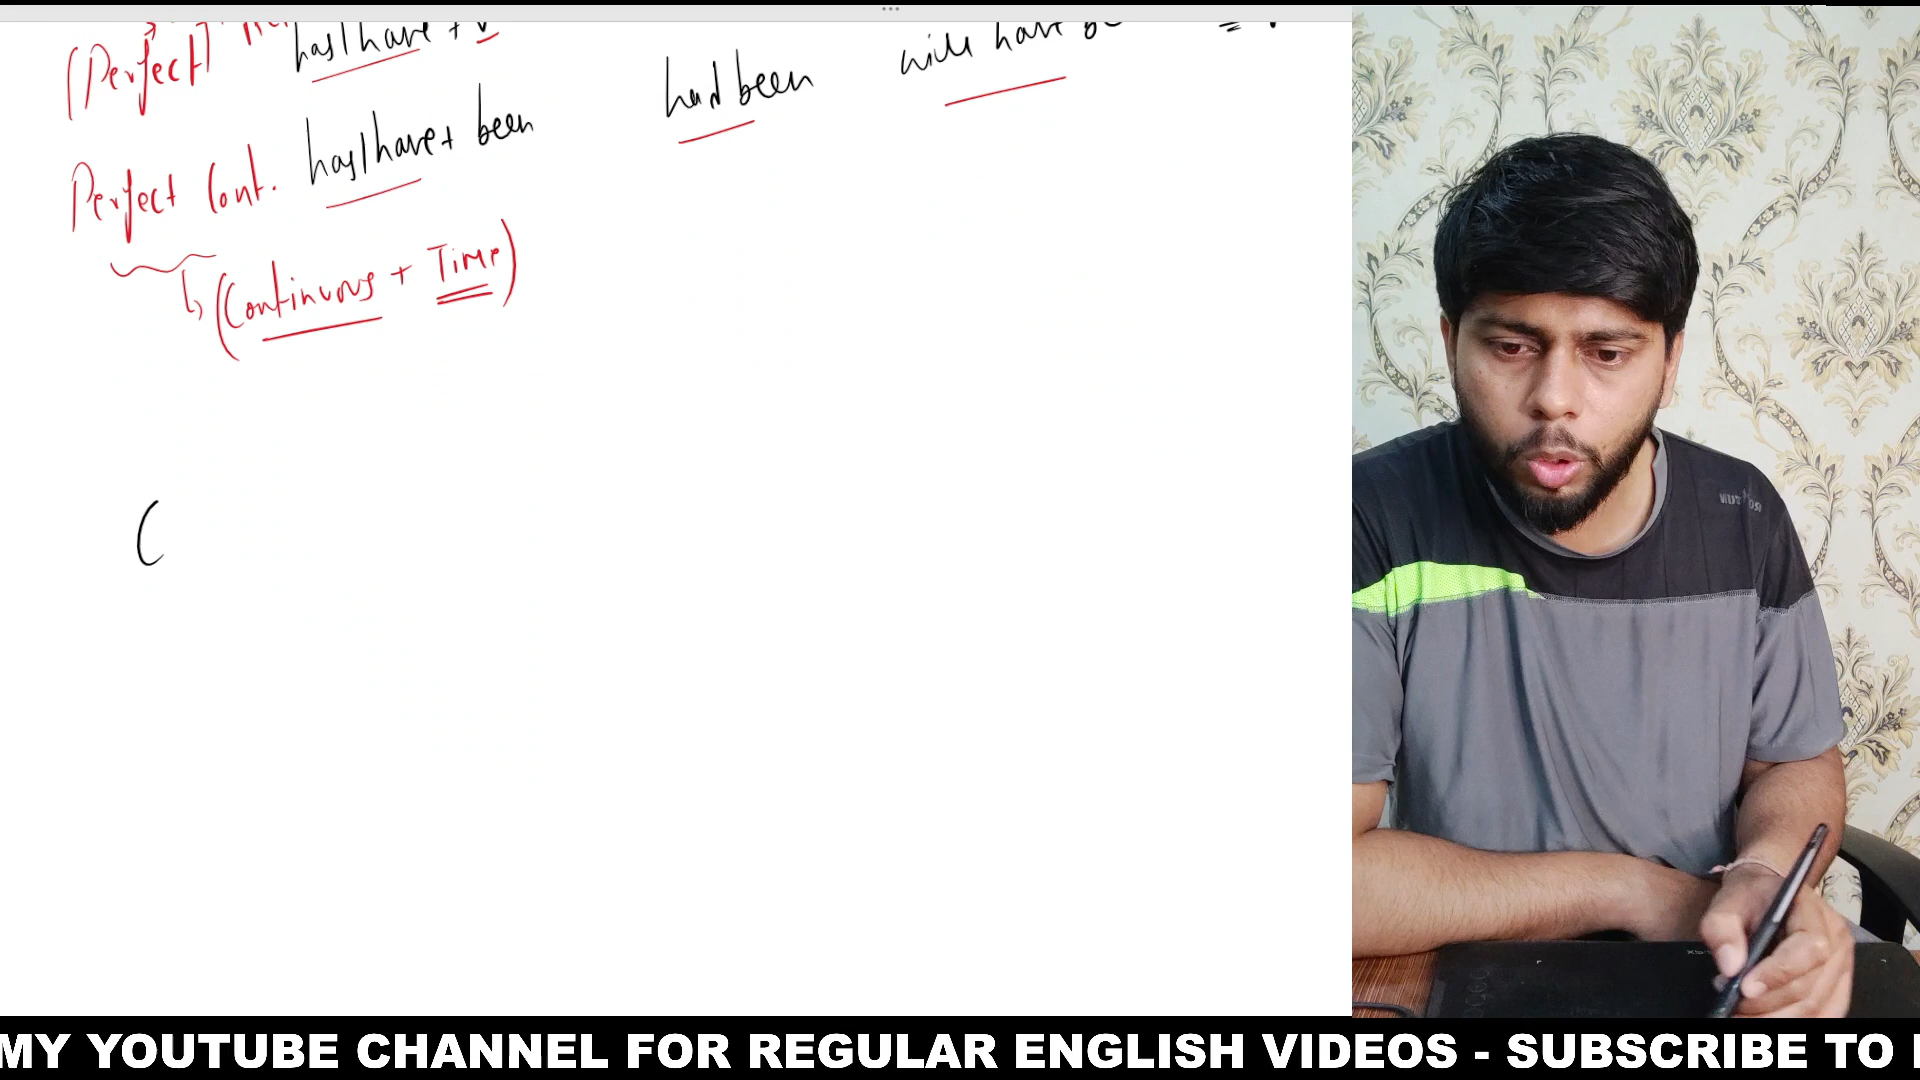 (Perfect) has/have + v
had been
will have be
Perfect Cont. has/have + been
(Continuous + Time)
(
MY YOUTUBE CHANNEL FOR REGULAR ENGLISH VIDEOS - SUBSCRIBE TO